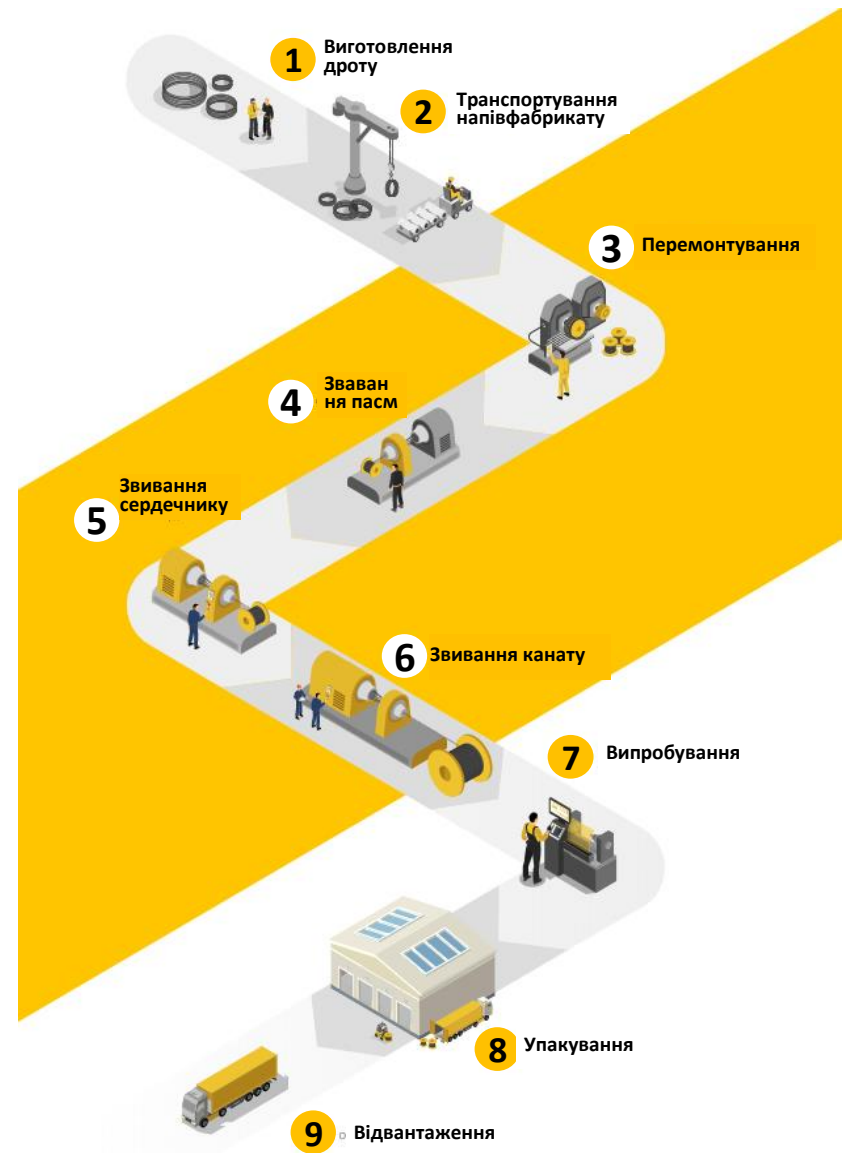 1
Виготовлення
дроту
2
Транспортування
напівфабрикату
3
Перемонтування
4
Зваван
ня пасм
5
Звивання
сердечнику
6
Звивання канату
7
Випробування
8
Упакування
9
Відвантаження